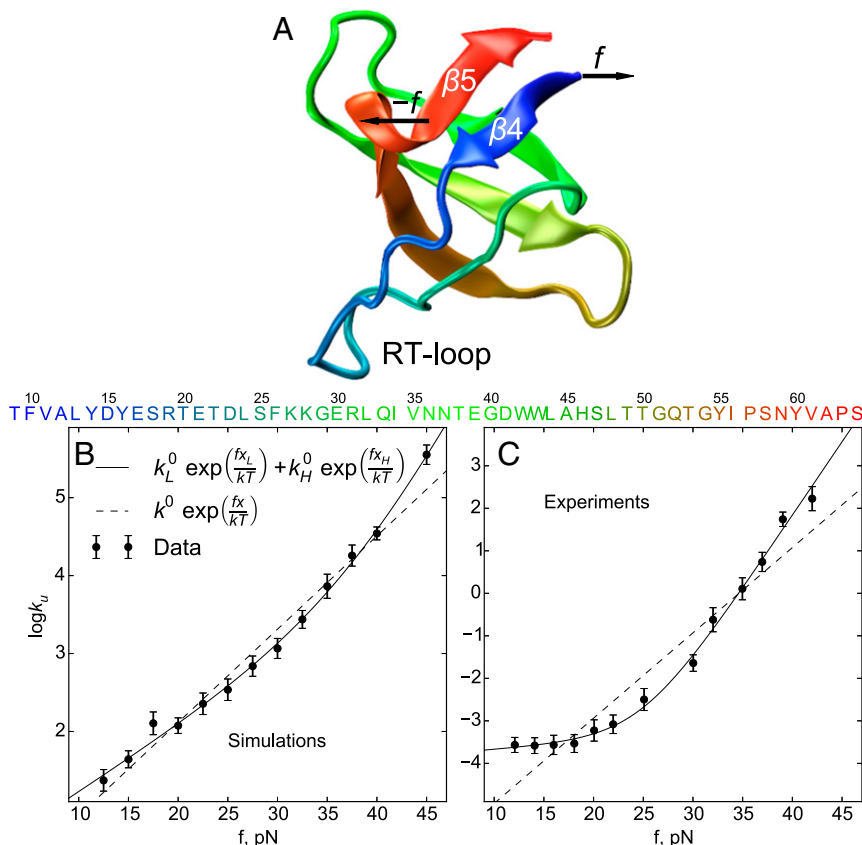 A
β5
f
−f
β4
RT-loop
10 15 20 25 30 35 40 45 50 55 60
TFVALYDYESRTETDLSFKKGERLQIVNNTEGDWWLAHSLTTGQTGYIPSNYVAPS
B
k_L^0 exp(fx_L/kT) + k_H^0 exp(fx_H/kT)
k^0 exp(fx/kT)
Data
Simulations
logk_u
5
4
3
2
10 15 20 25 30 35 40 45
f, pN
C
Experiments
3
2
1
0
−1
−2
−3
−4
10 15 20 25 30 35 40 45
f, pN